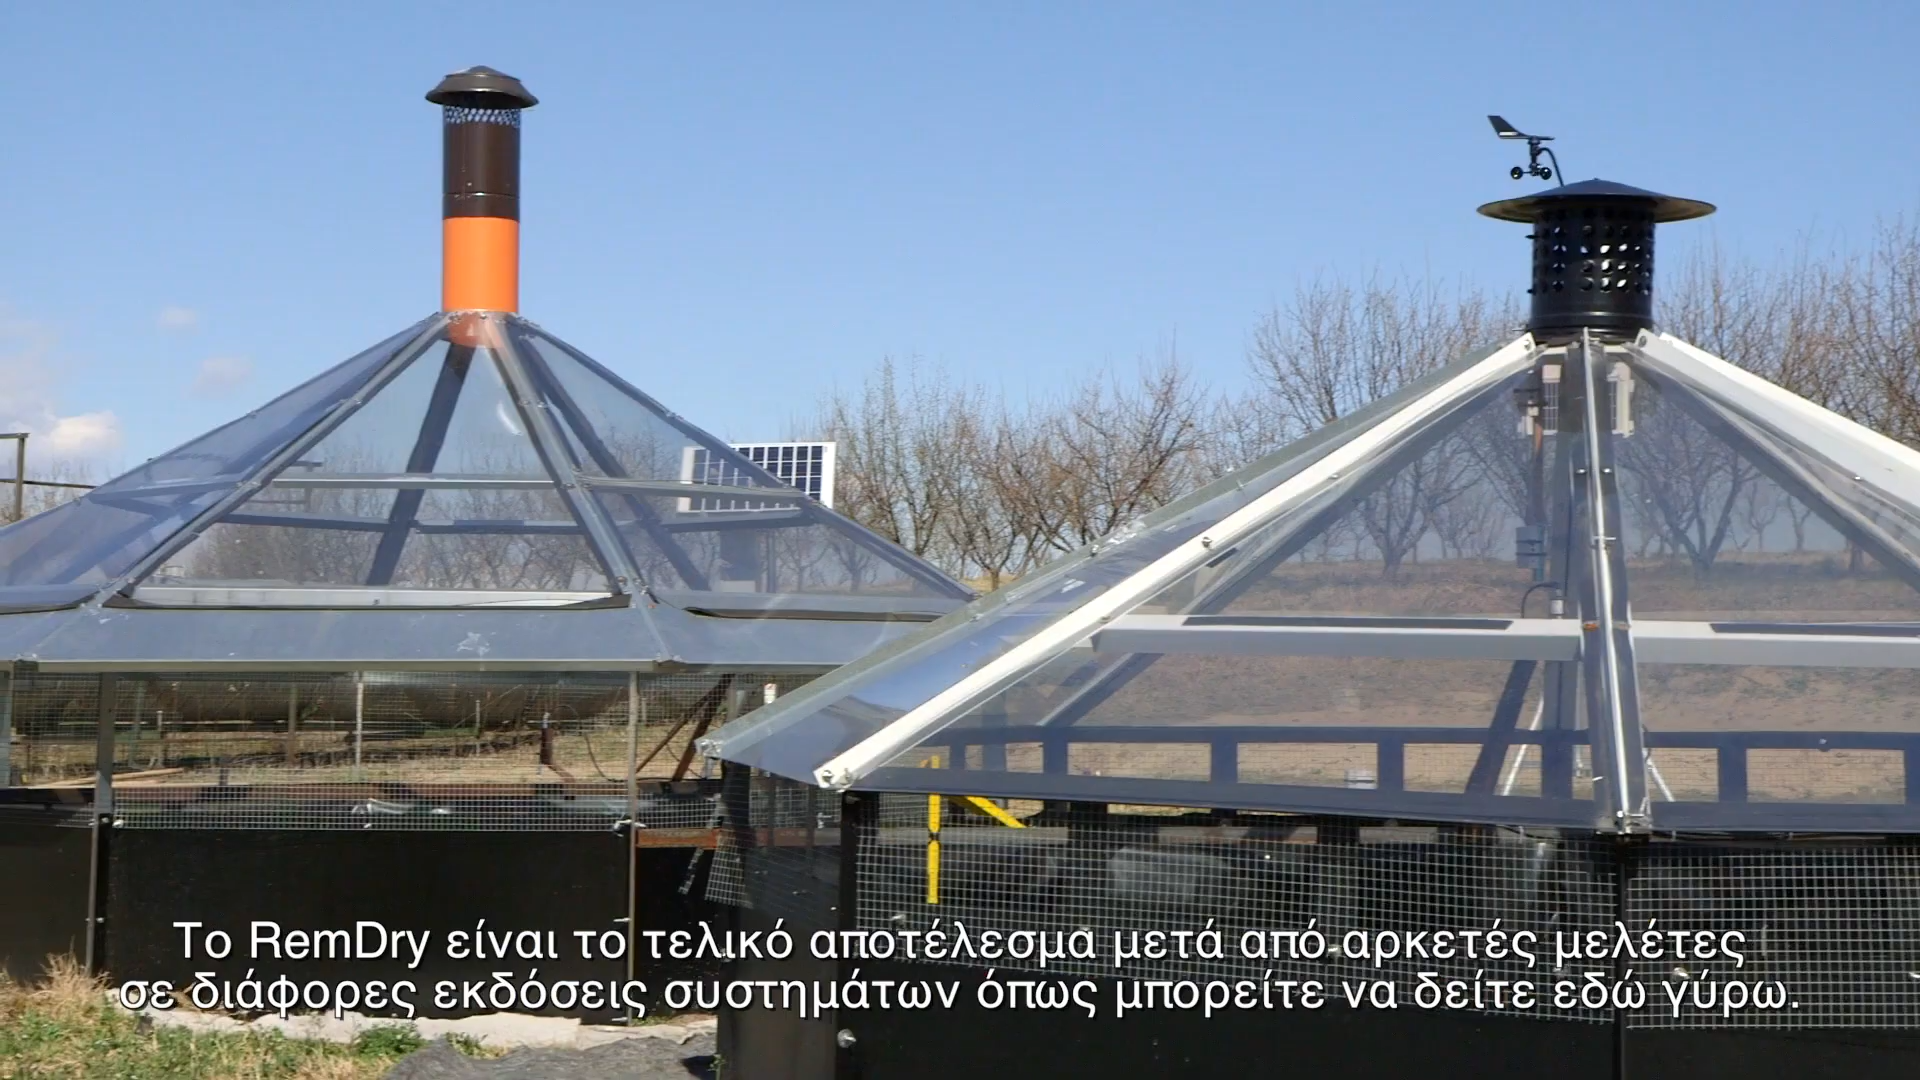 Το RemDry είναι το τελικό αποτέλεσμα μετά από αρκετές μελέτες
σε διάφορες εκδόσεις συστημάτων όπως μπορείτε να δείτε εδώ γύρω.